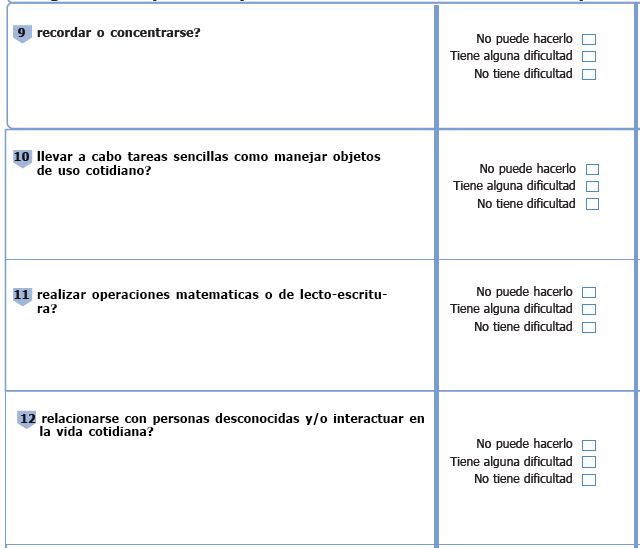 9 recordar o concentrarse?
No puede hacerlo
Tiene alguna dificultad
No tiene dificultad
10 llevar a cabo tareas sencillas como manejar objetos
de uso cotidiano?
No puede hacerlo
Tiene alguna dificultad
No tiene dificultad
11 realizar operaciones matematicas o de lecto-escritu-
ra?
No puede hacerlo
Tiene alguna dificultad
No tiene dificultad
12 relacionarse con personas desconocidas y/o interactuar en
la vida cotidiana?
No puede hacerlo
Tiene alguna dificultad
No tiene dificultad